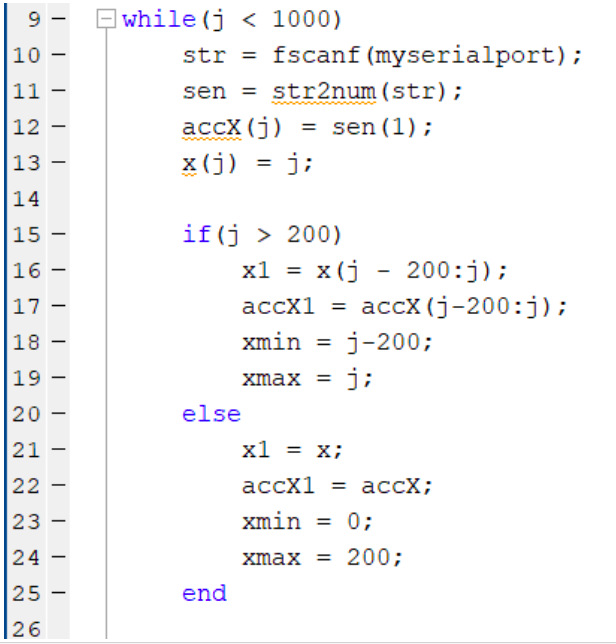 9 - while(j < 1000)
10 - str = fscanf(myserialport);
11 - sen = str2num(str);
12 - accX(j) = sen(1);
13 - x(j) = j;
14
15 - if(j > 200)
16 - x1 = x(j - 200:j);
17 - accX1 = accX(j-200:j);
18 - xmin = j-200;
19 - xmax = j;
20 - else
21 - x1 = x;
22 - accX1 = accX;
23 - xmin = 0;
24 - xmax = 200;
25 - end
26